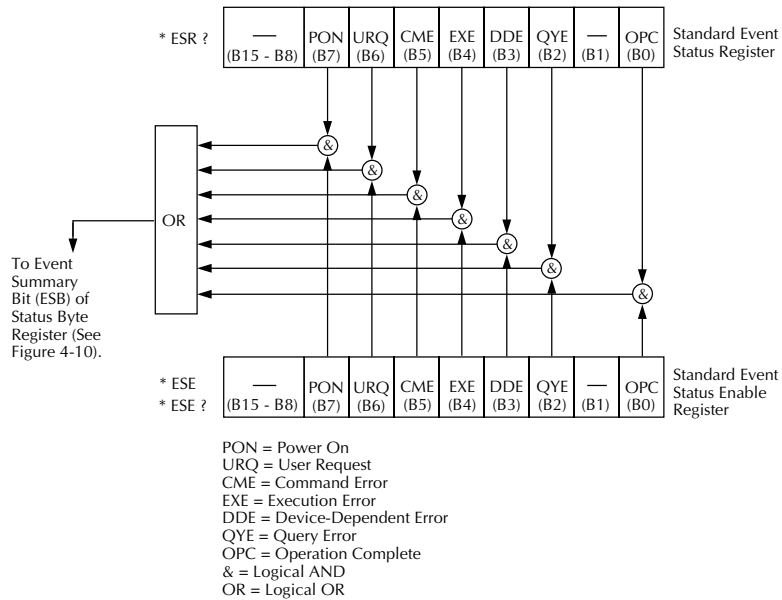 * ESR ?
— PON URQ CME EXE DDE QYE — OPC
(B15 - B8) (B7) (B6) (B5) (B4) (B3) (B2) (B1) (B0)
Standard Event
Status Register
&
&
&
&
&
&
&
OR
To Event
Summary
Bit (ESB) of
Status Byte
Register (See
Figure 4-10).
* ESE
* ESE ?
— PON URQ CME EXE DDE QYE — OPC
(B15 - B8) (B7) (B6) (B5) (B4) (B3) (B2) (B1) (B0)
Standard Event
Status Enable
Register
PON = Power On
URQ = User Request
CME = Command Error
EXE = Execution Error
DDE = Device-Dependent Error
QYE = Query Error
OPC = Operation Complete
& = Logical AND
OR = Logical OR